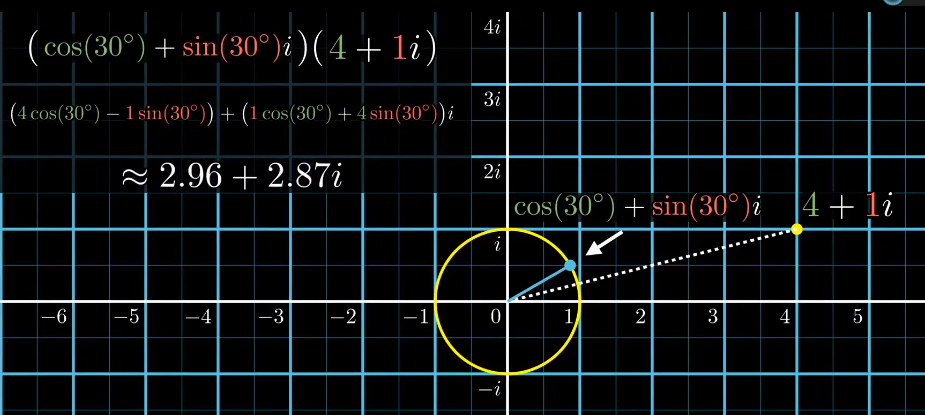 (cos(30°) + sin(30°)i)(4 + 1i)
(4 cos(30°) − 1 sin(30°)) + (1 cos(30°) + 4 sin(30°))i
≈ 2.96 + 2.87i
4i
3i
2i
cos(30°) + sin(30°)i
4 + 1i
i
−6 −5 −4 −3 −2 −1 0 1 2 3 4 5
−i